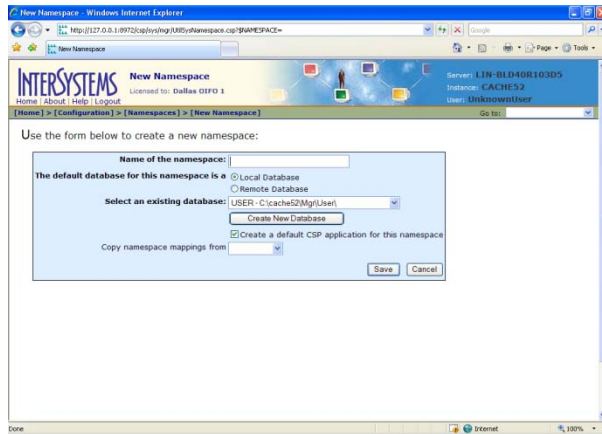 New Namespace - Windows Internet Explorer
http://127.0.0.1:8972/csp/sys/mgr/UtilSysNamespace.csp?$NAMESPACE=
Google
New Namespace
Page
Tools
INTERSYSTEMS
New Namespace
Licensed to: Dallas OIFO 1
Server: LIN-BLD40R103D5
Instance: CACHE52
User: UnknownUser
Home | About | Help | Logout
[Home] > [Configuration] > [Namespaces] > [New Namespace]
Go to:
Use the form below to create a new namespace:
Name of the namespace:
The default database for this namespace is a Local Database
Remote Database
Select an existing database: USER - C:\cache52\Mgr\User\
Create New Database
Create a default CSP application for this namespace
Copy namespace mappings from
Save Cancel
Done
Internet
100%